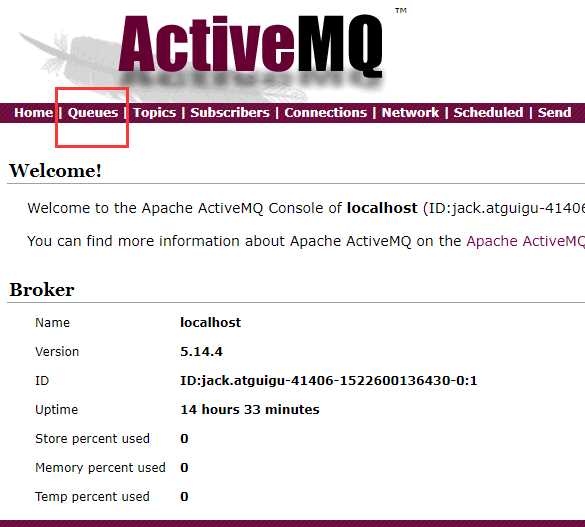 ActiveMQ™
Home | Queues | Topics | Subscribers | Connections | Network | Scheduled | Send
Welcome!
Welcome to the Apache ActiveMQ Console of localhost (ID:jack.atguigu-41406
You can find more information about Apache ActiveMQ on the Apache ActiveMQ
Broker
Name localhost
Version 5.14.4
ID ID:jack.atguigu-41406-1522600136430-0:1
Uptime 14 hours 33 minutes
Store percent used 0
Memory percent used 0
Temp percent used 0